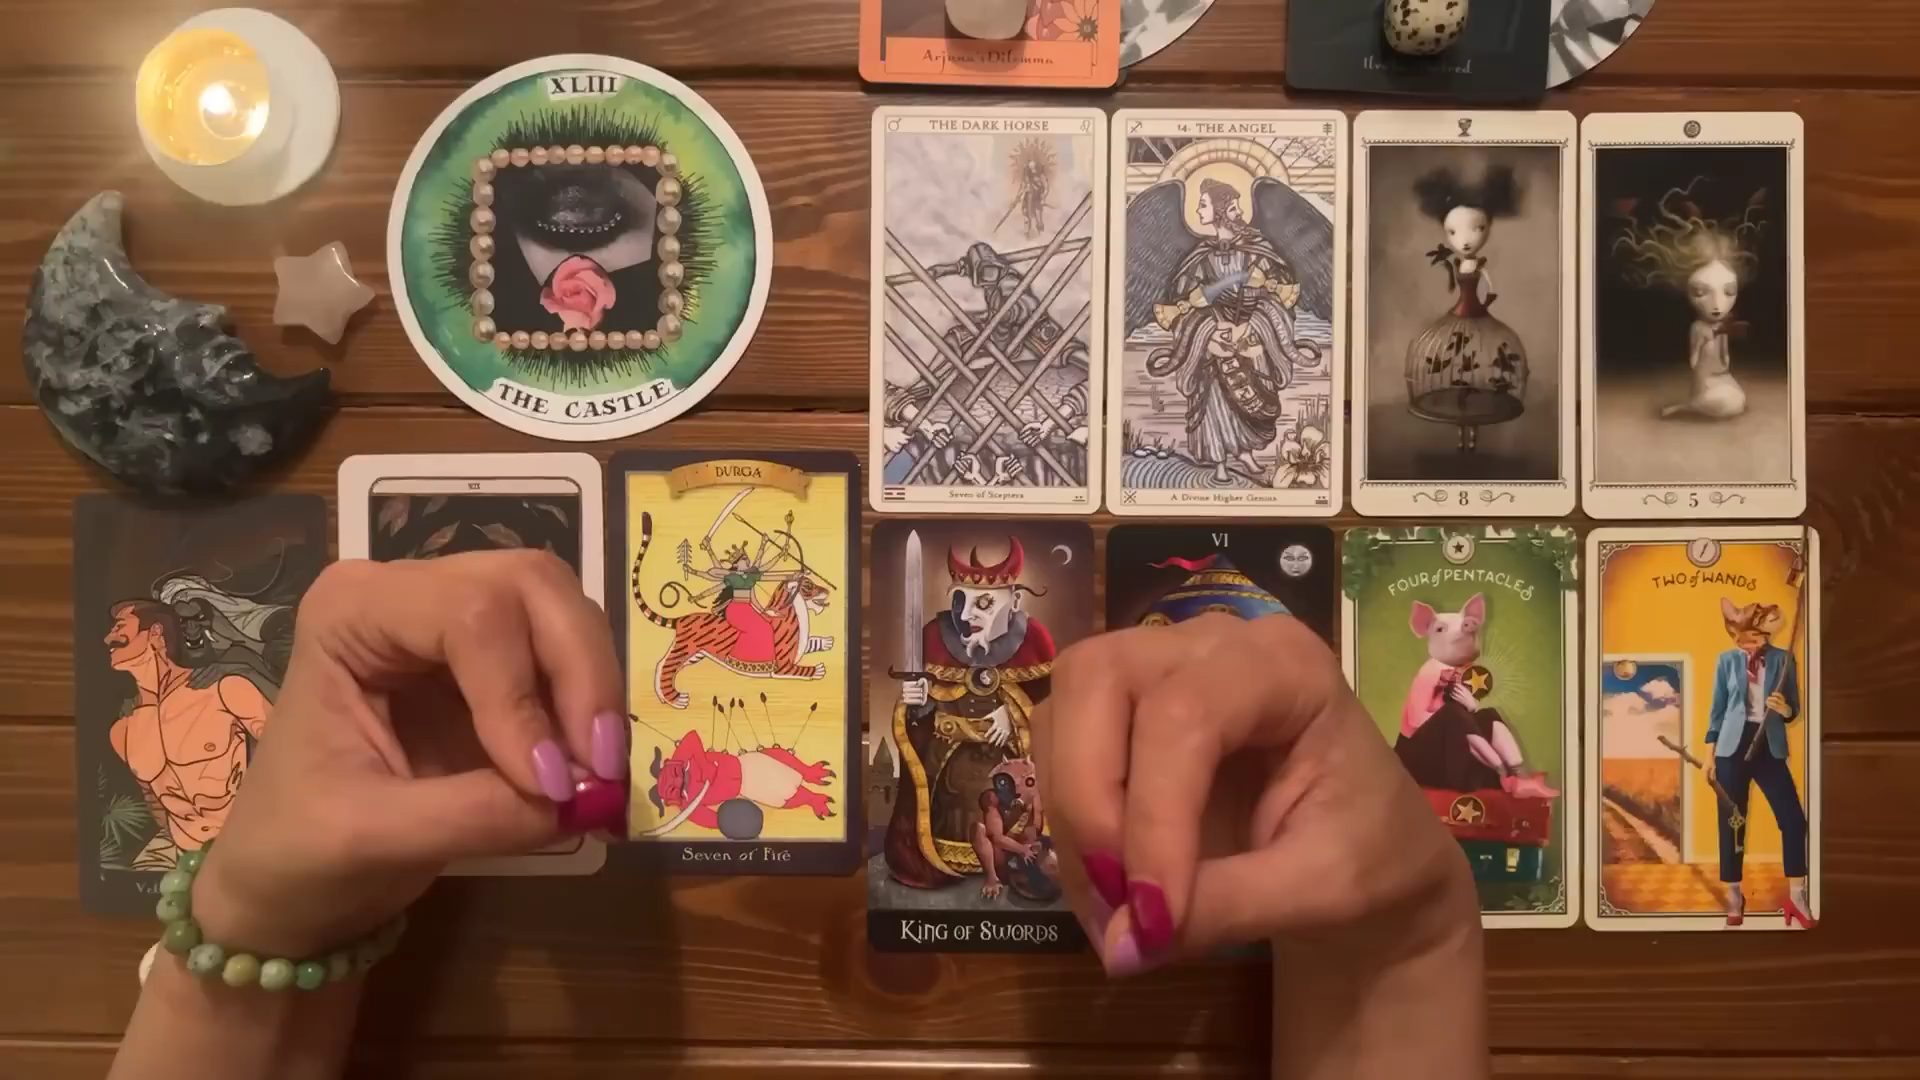 Arjuna's Dilemma
XLIII
THE CASTLE
THE DARK HORSE
Seven of Scepters
14. THE ANGEL
A Divine Higher Genius
8
5
DURGA
Seven of Fire
KING OF SWORDS
VI
FOUR of PENTACLES
I
TWO of WANDS